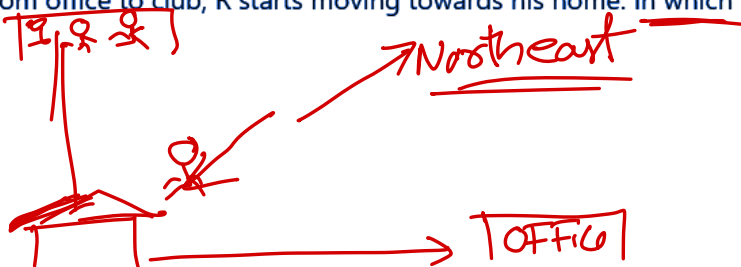 om office to club, R starts moving towards his home. In which
Northeast
OFFiCe